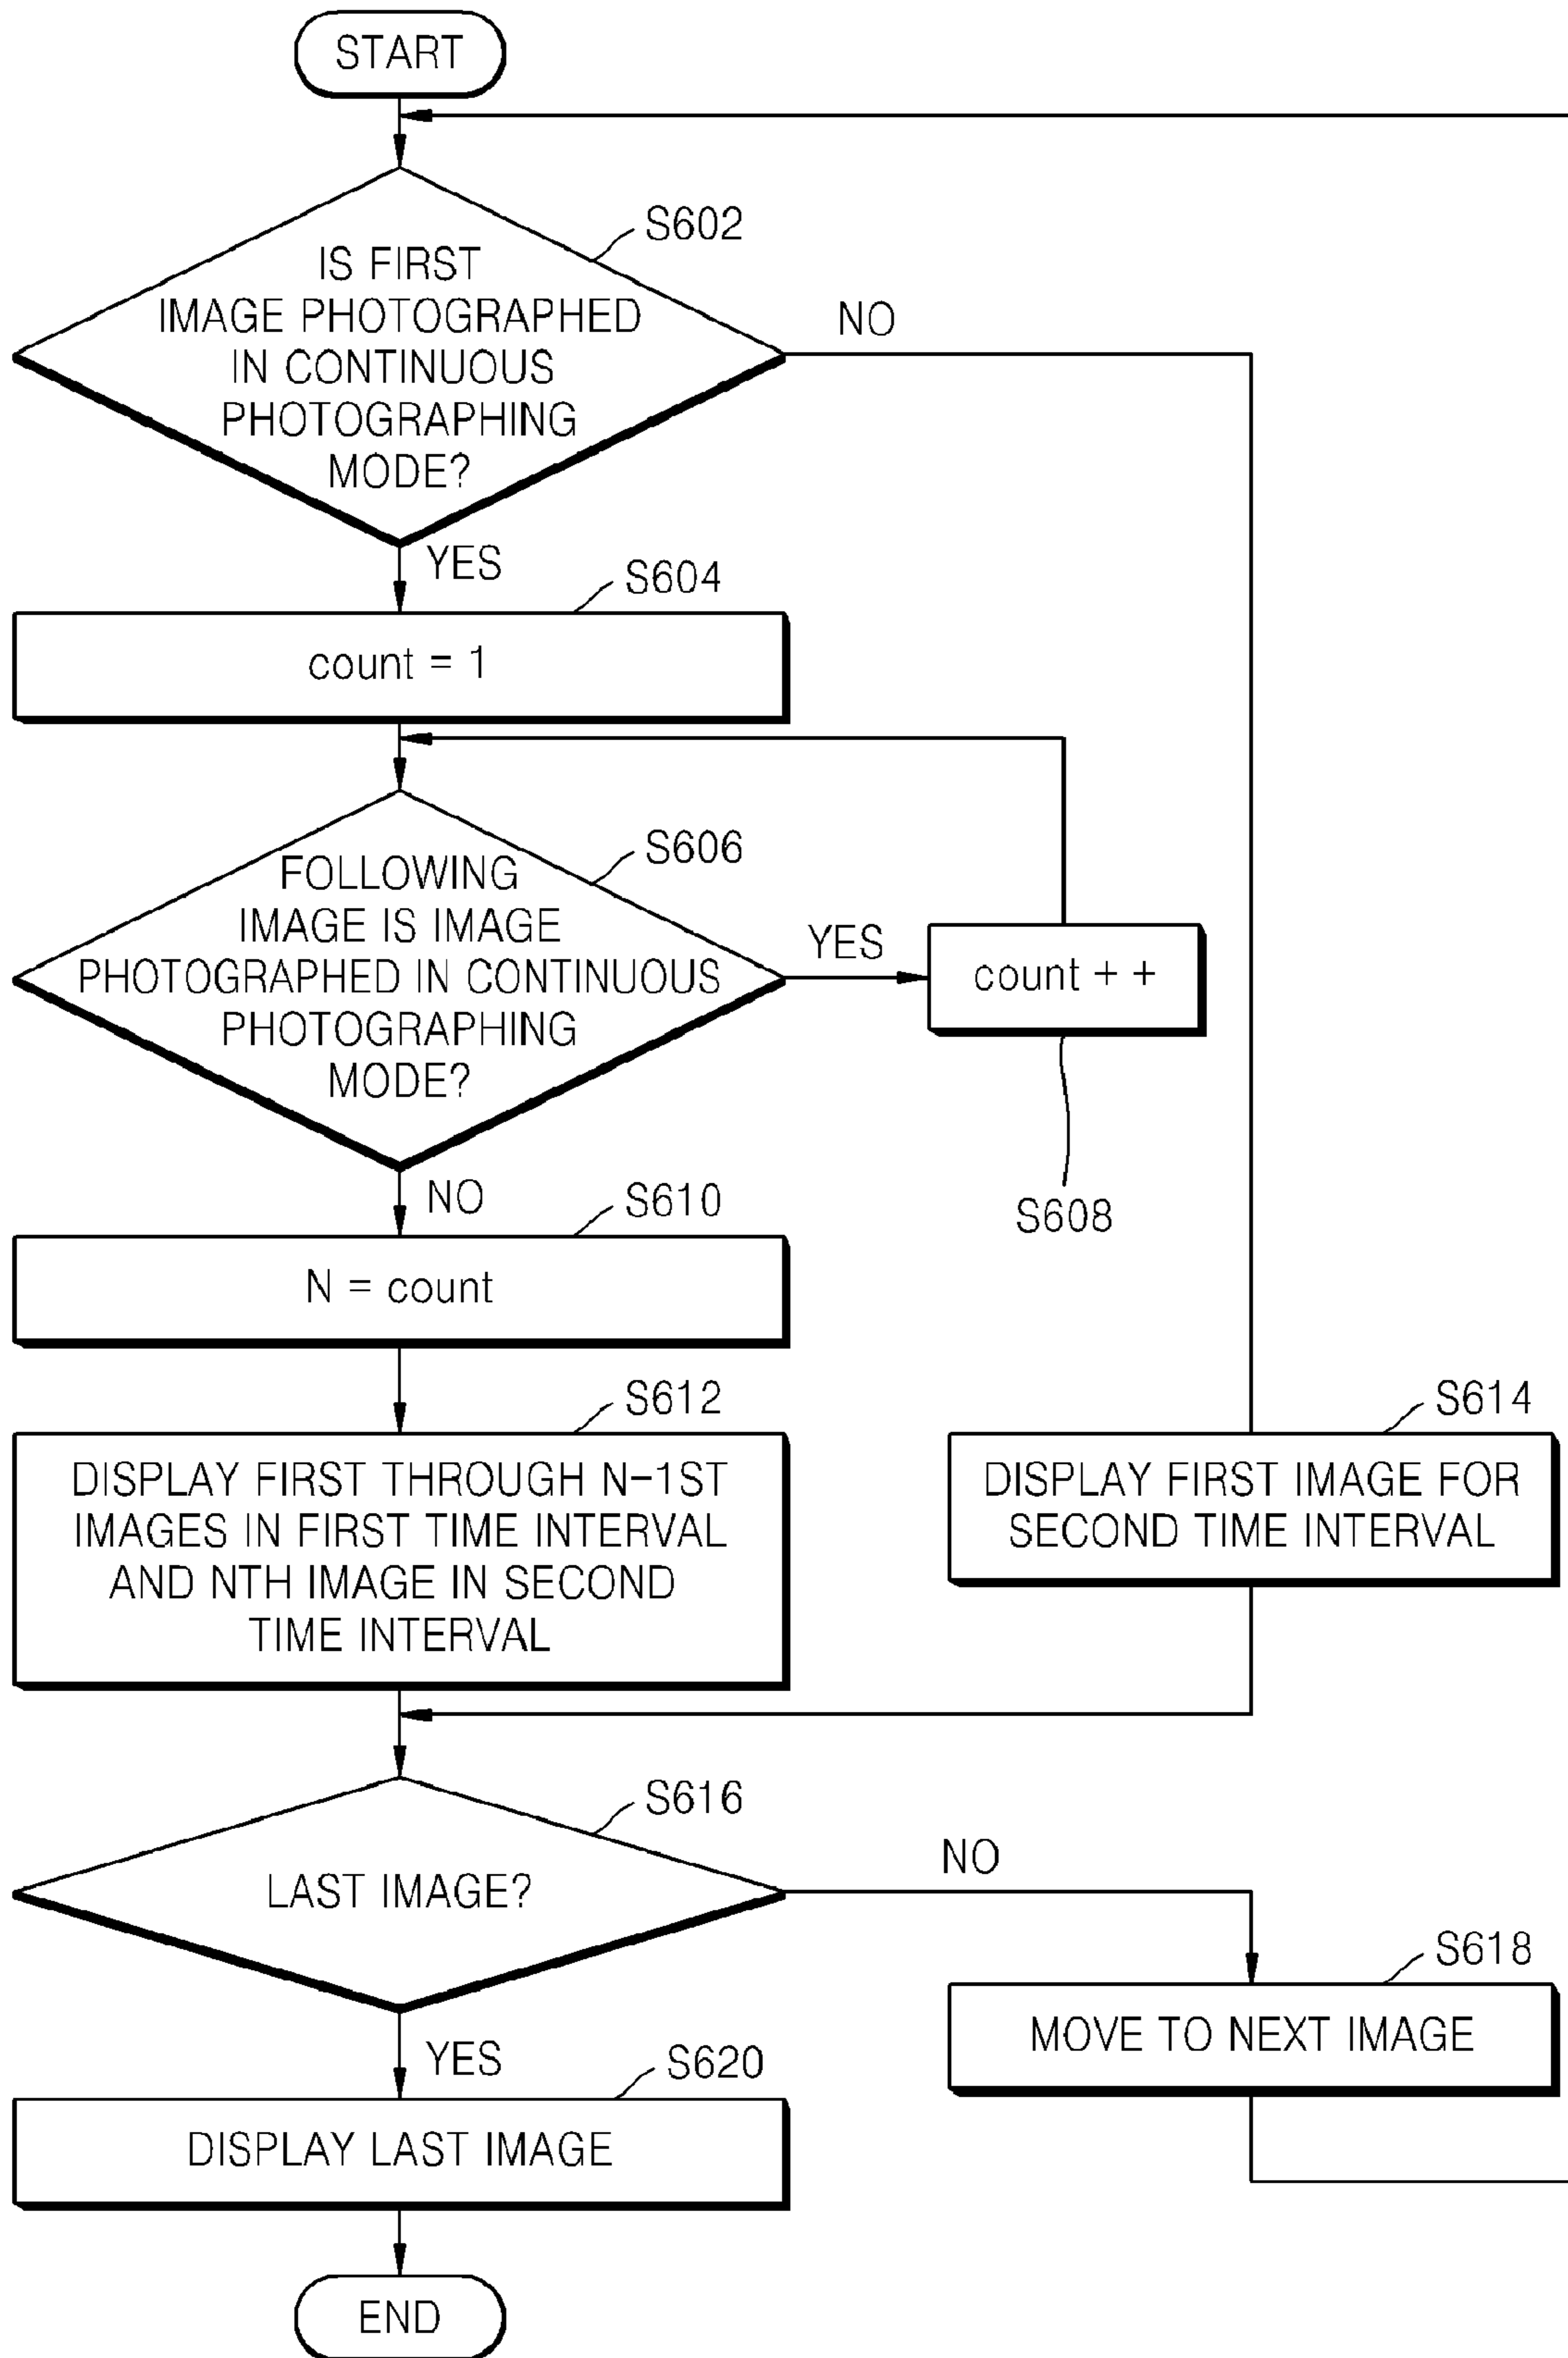 START
S602
IS FIRST
IMAGE PHOTOGRAPHED
IN CONTINUOUS
PHOTOGRAPHING
MODE?
NO
YES
S604
count = 1
S606
FOLLOWING
IMAGE IS IMAGE
PHOTOGRAPHED IN CONTINUOUS
PHOTOGRAPHING
MODE?
YES
count + +
S608
NO
S610
N = count
S612
DISPLAY FIRST THROUGH N-1ST
IMAGES IN FIRST TIME INTERVAL
AND NTH IMAGE IN SECOND
TIME INTERVAL
S614
DISPLAY FIRST IMAGE FOR
SECOND TIME INTERVAL
S616
LAST IMAGE?
NO
S618
MOVE TO NEXT IMAGE
YES
S620
DISPLAY LAST IMAGE
END